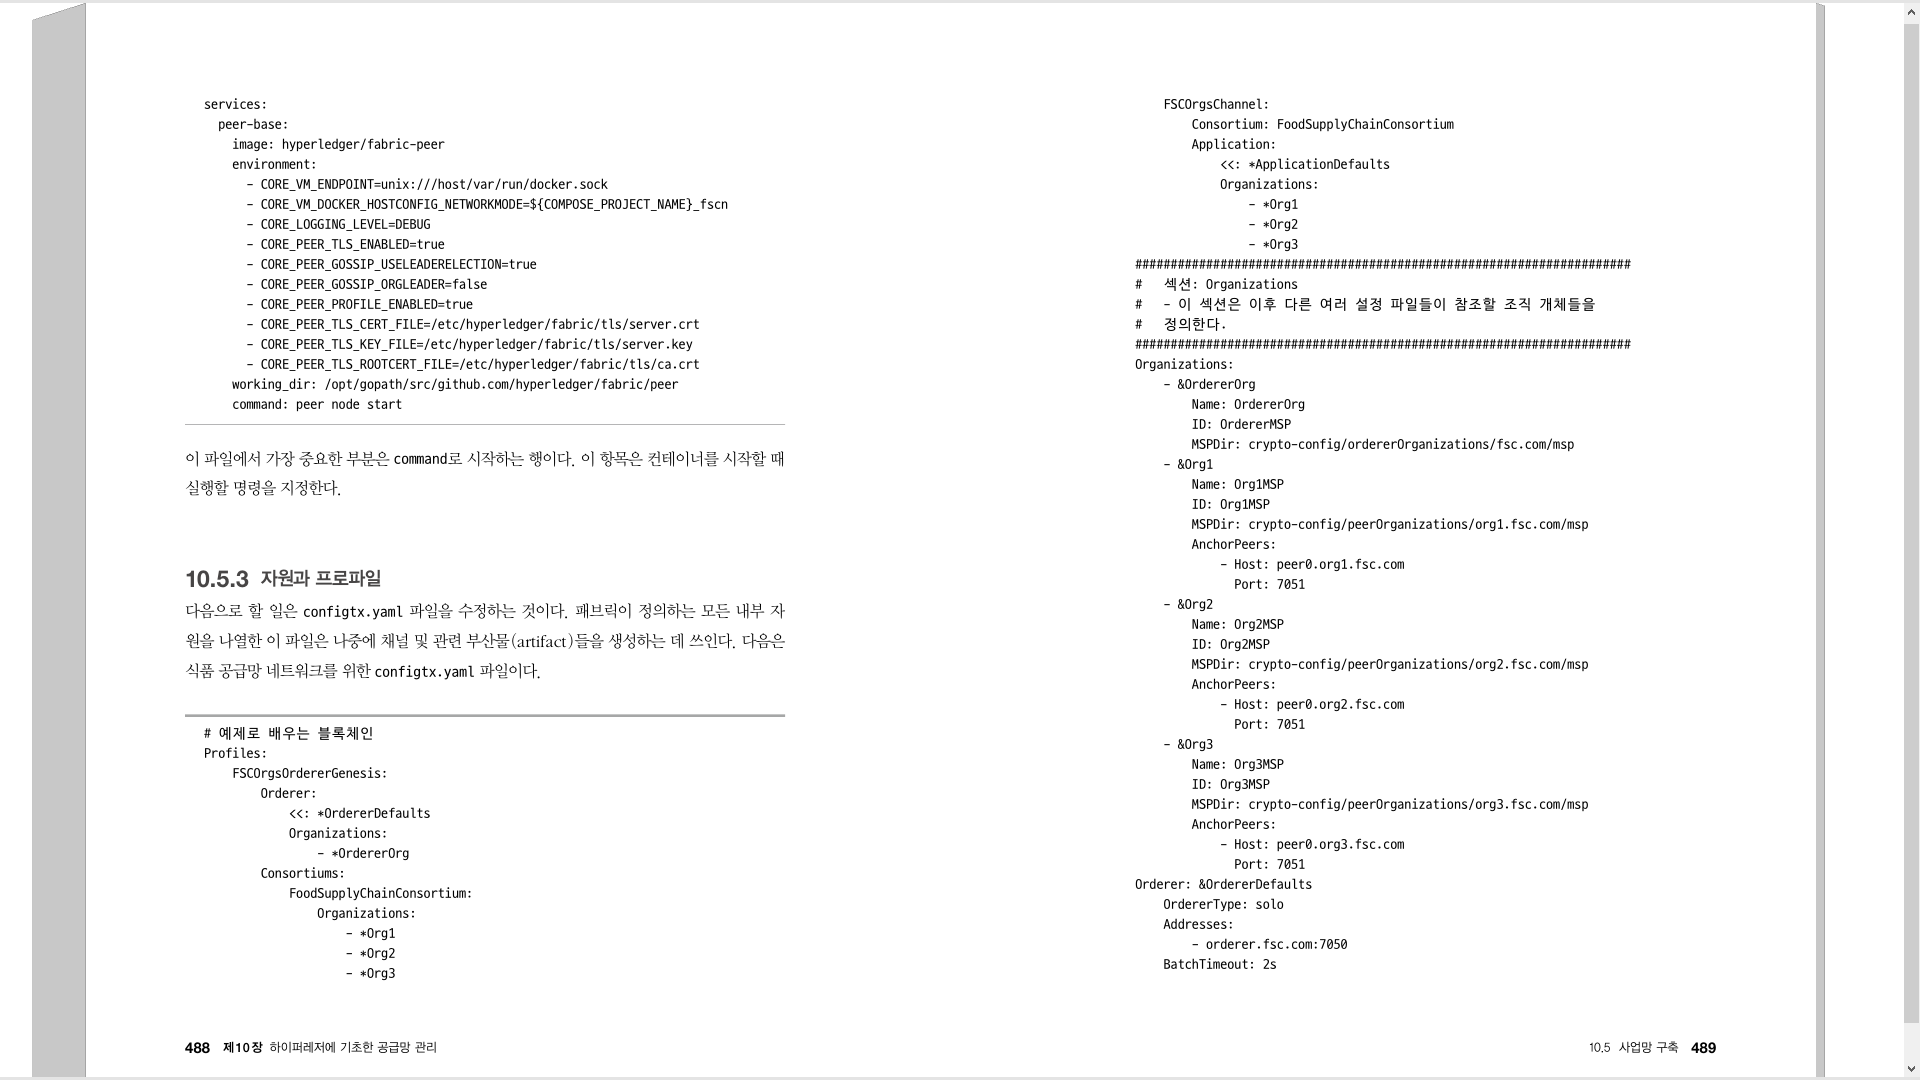 services:
  peer-base:
    image: hyperledger/fabric-peer
    environment:
      - CORE_VM_ENDPOINT=unix:///host/var/run/docker.sock
      - CORE_VM_DOCKER_HOSTCONFIG_NETWORKMODE=${COMPOSE_PROJECT_NAME}_fscn
      - CORE_LOGGING_LEVEL=DEBUG
      - CORE_PEER_TLS_ENABLED=true
      - CORE_PEER_GOSSIP_USELEADERELECTION=true
      - CORE_PEER_GOSSIP_ORGLEADER=false
      - CORE_PEER_PROFILE_ENABLED=true
      - CORE_PEER_TLS_CERT_FILE=/etc/hyperledger/fabric/tls/server.crt
      - CORE_PEER_TLS_KEY_FILE=/etc/hyperledger/fabric/tls/server.key
      - CORE_PEER_TLS_ROOTCERT_FILE=/etc/hyperledger/fabric/tls/ca.crt
    working_dir: /opt/gopath/src/github.com/hyperledger/fabric/peer
    command: peer node start
이 파일에서 가장 중요한 부분은 command로 시작하는 행이다. 이 항목은 컨테이너를 시작할 때
실행할 명령을 지정한다.
10.5.3 자원과 프로파일
다음으로 할 일은 configtx.yaml 파일을 수정하는 것이다. 패브릭이 정의하는 모든 내부 자
원을 나열한 이 파일은 나중에 채널 및 관련 부산물(artifact)들을 생성하는 데 쓰인다. 다음은
식품 공급망 네트워크를 위한 configtx.yaml 파일이다.
# 예제로 배우는 블록체인
Profiles:
    FSCOrgsOrdererGenesis:
        Orderer:
            <<: *OrdererDefaults
            Organizations:
                - *OrdererOrg
        Consortiums:
            FoodSupplyChainConsortium:
                Organizations:
                    - *Org1
                    - *Org2
                    - *Org3
488 제10장 하이퍼레저에 기초한 공급망 관리
    FSCOrgsChannel:
        Consortium: FoodSupplyChainConsortium
        Application:
            <<: *ApplicationDefaults
            Organizations:
                - *Org1
                - *Org2
                - *Org3
######################################################################
#   섹션: Organizations
#   - 이 섹션은 이후 다른 여러 설정 파일들이 참조할 조직 개체들을
#   정의한다.
######################################################################
Organizations:
    - &OrdererOrg
        Name: OrdererOrg
        ID: OrdererMSP
        MSPDir: crypto-config/ordererOrganizations/fsc.com/msp
    - &Org1
        Name: Org1MSP
        ID: Org1MSP
        MSPDir: crypto-config/peerOrganizations/org1.fsc.com/msp
        AnchorPeers:
            - Host: peer0.org1.fsc.com
              Port: 7051
    - &Org2
        Name: Org2MSP
        ID: Org2MSP
        MSPDir: crypto-config/peerOrganizations/org2.fsc.com/msp
        AnchorPeers:
            - Host: peer0.org2.fsc.com
              Port: 7051
    - &Org3
        Name: Org3MSP
        ID: Org3MSP
        MSPDir: crypto-config/peerOrganizations/org3.fsc.com/msp
        AnchorPeers:
            - Host: peer0.org3.fsc.com
              Port: 7051
Orderer: &OrdererDefaults
    OrdererType: solo
    Addresses:
        - orderer.fsc.com:7050
    BatchTimeout: 2s
10.5 사업망 구축 489